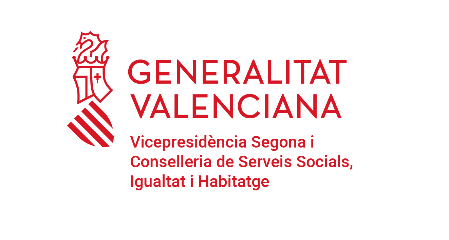 GENERALITAT
VALENCIANA
Vicepresidència Segona i
Conselleria de Serveis Socials,
Igualtat i Habitatge